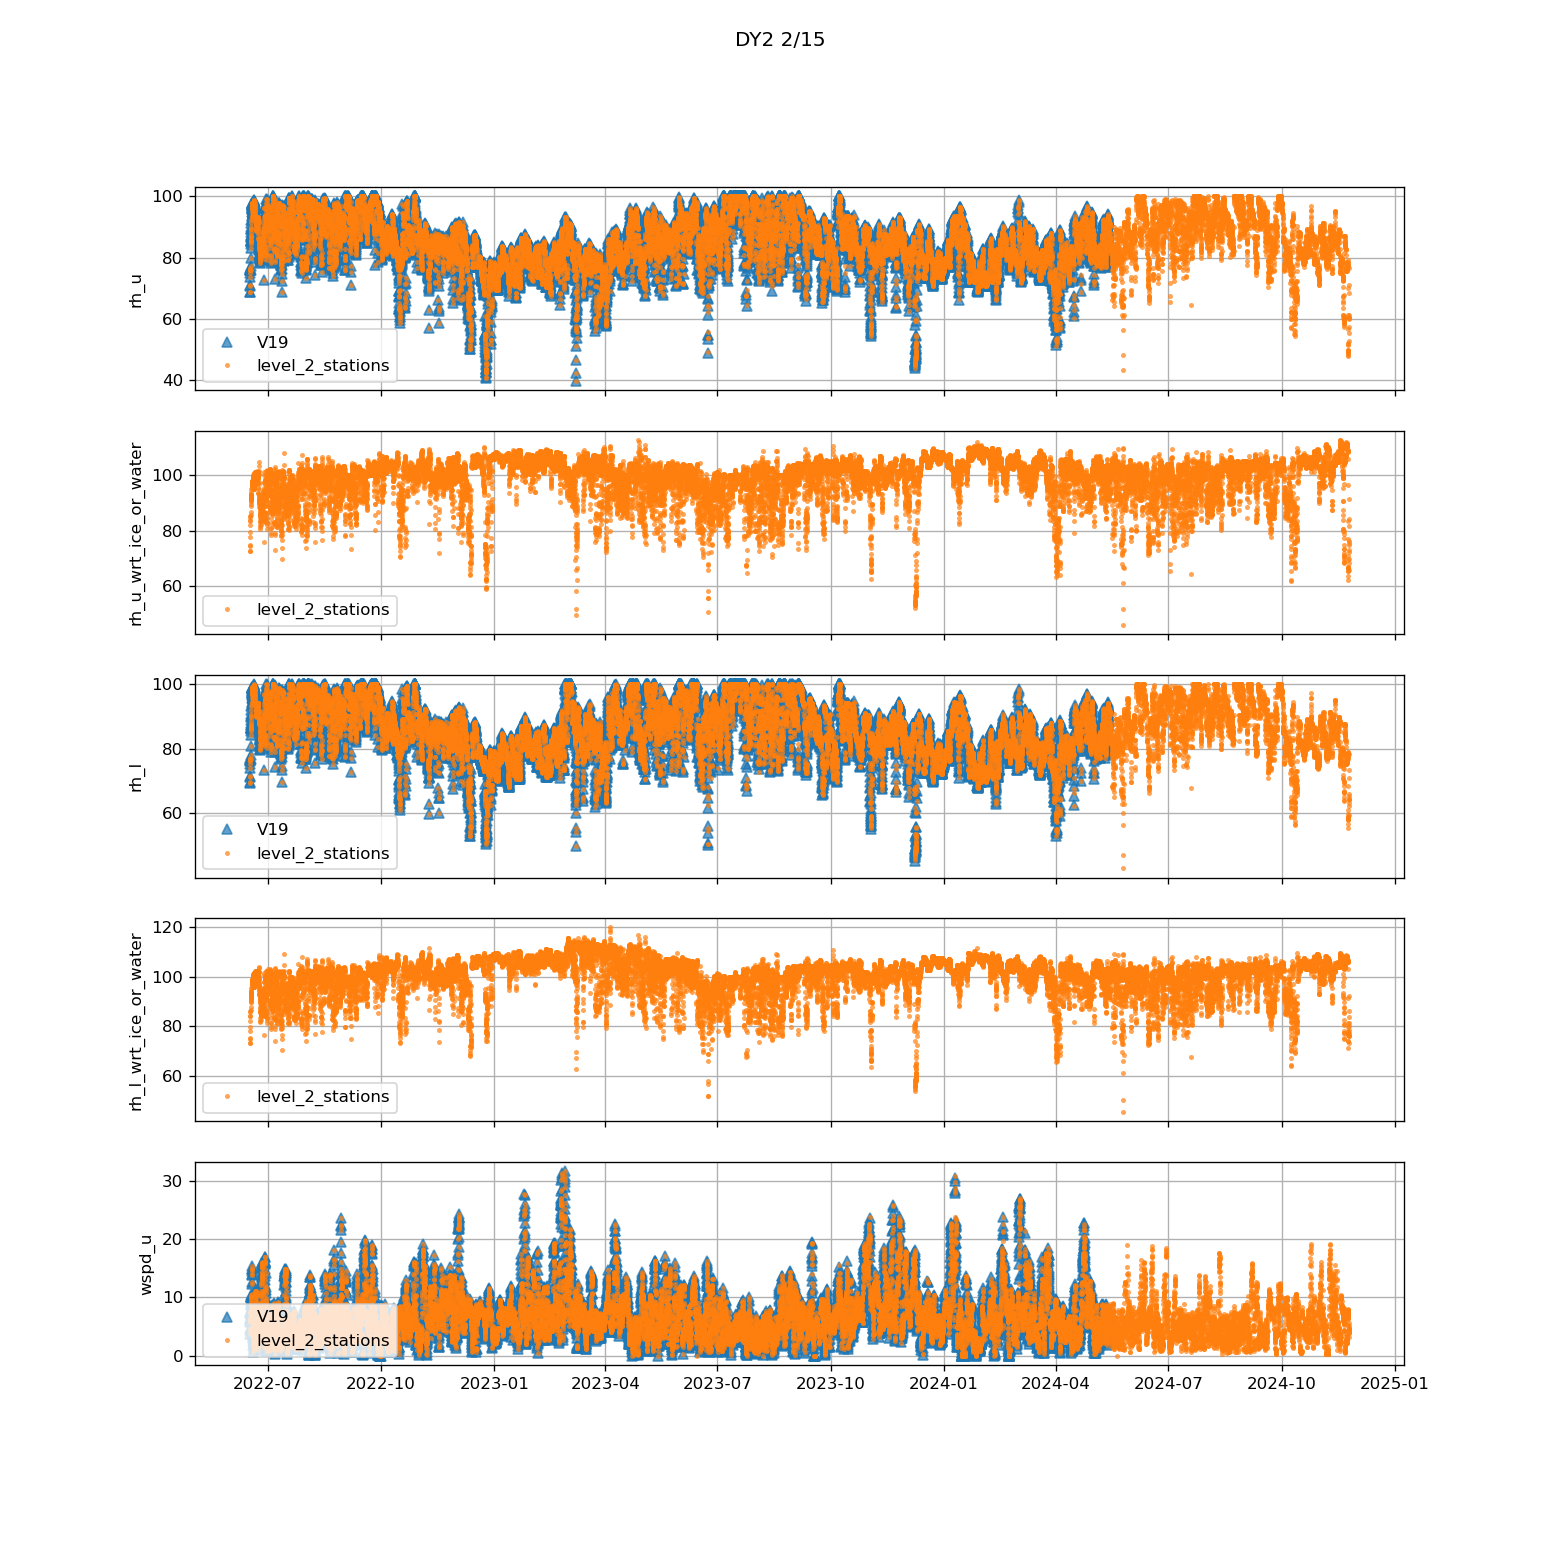 DY2 2/15
100
80
60
40
rh_u
V19
level_2_stations
100
80
60
rh_u_wrt_ice_or_water
level_2_stations
100
80
60
rh_l
V19
level_2_stations
120
100
80
60
rh_l_wrt_ice_or_water
level_2_stations
30
20
10
0
wspd_u
V19
level_2_stations
2022-07 2022-10 2023-01 2023-04 2023-07 2023-10 2024-01 2024-04 2024-07 2024-10 2025-01